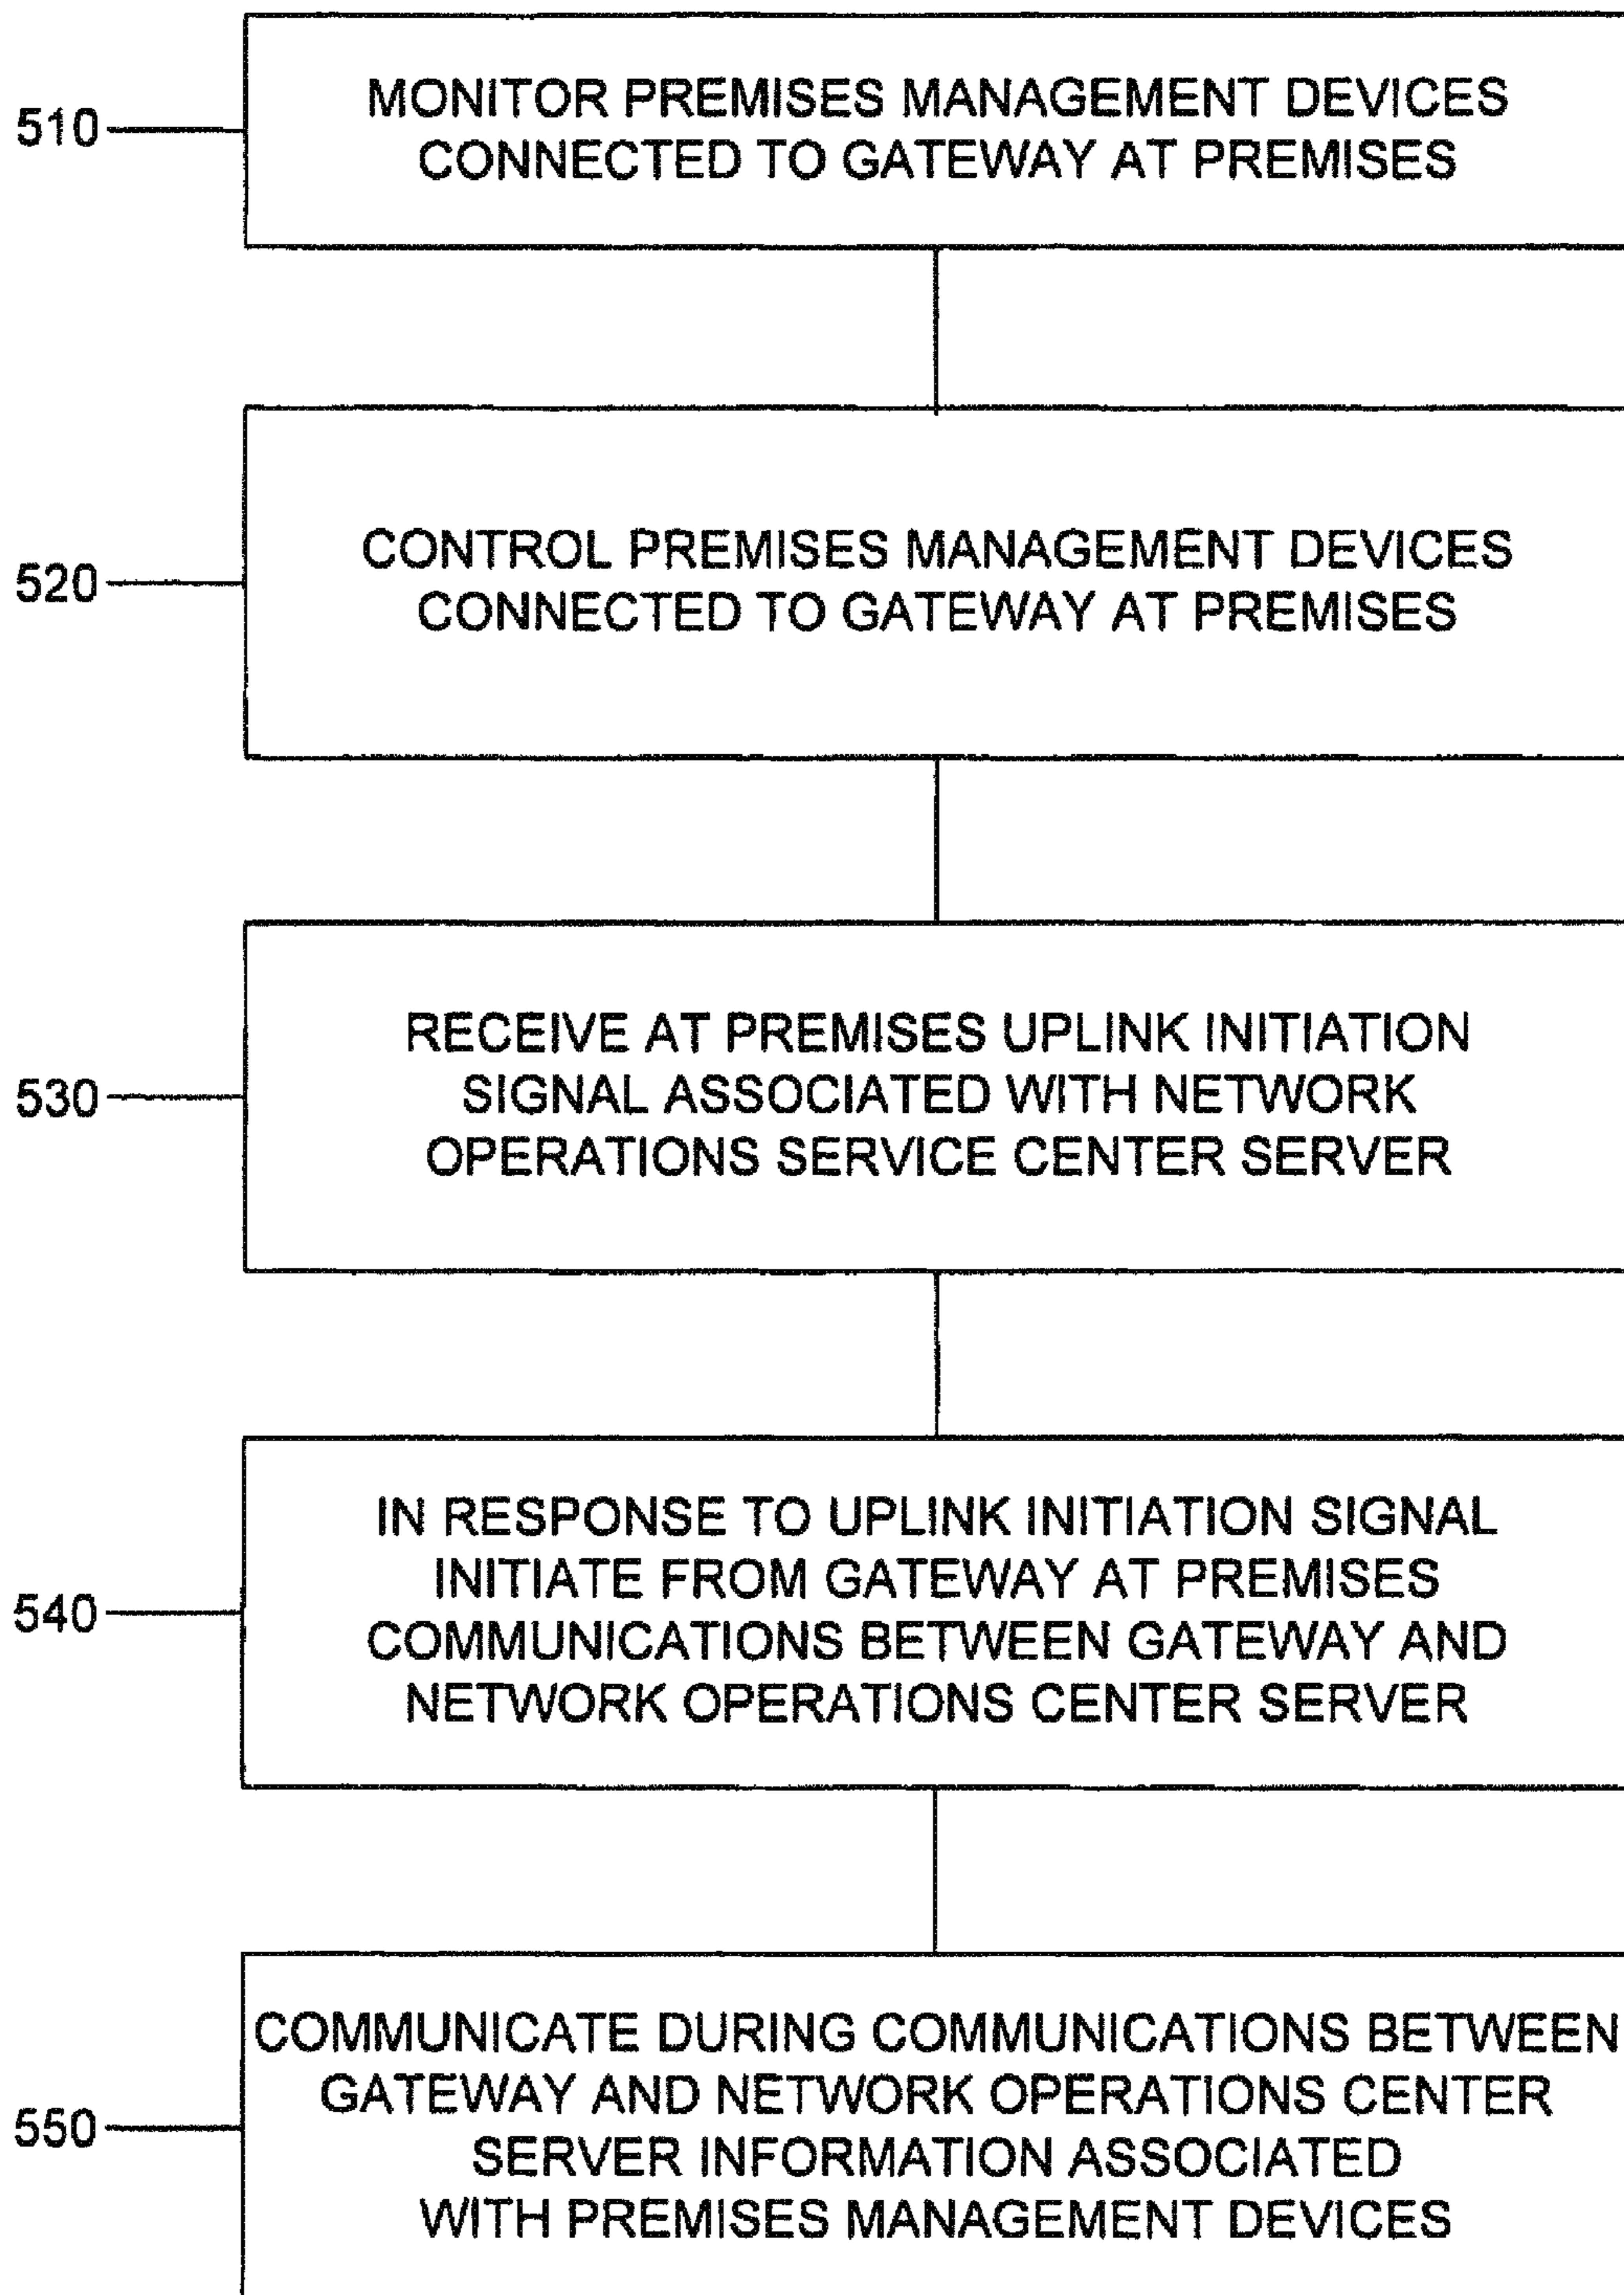 510
MONITOR PREMISES MANAGEMENT DEVICES
CONNECTED TO GATEWAY AT PREMISES
520
CONTROL PREMISES MANAGEMENT DEVICES
CONNECTED TO GATEWAY AT PREMISES
530
RECEIVE AT PREMISES UPLINK INITIATION
SIGNAL ASSOCIATED WITH NETWORK
OPERATIONS SERVICE CENTER SERVER
540
IN RESPONSE TO UPLINK INITIATION SIGNAL
INITIATE FROM GATEWAY AT PREMISES
COMMUNICATIONS BETWEEN GATEWAY AND
NETWORK OPERATIONS CENTER SERVER
550
COMMUNICATE DURING COMMUNICATIONS BETWEEN
GATEWAY AND NETWORK OPERATIONS CENTER
SERVER INFORMATION ASSOCIATED
WITH PREMISES MANAGEMENT DEVICES